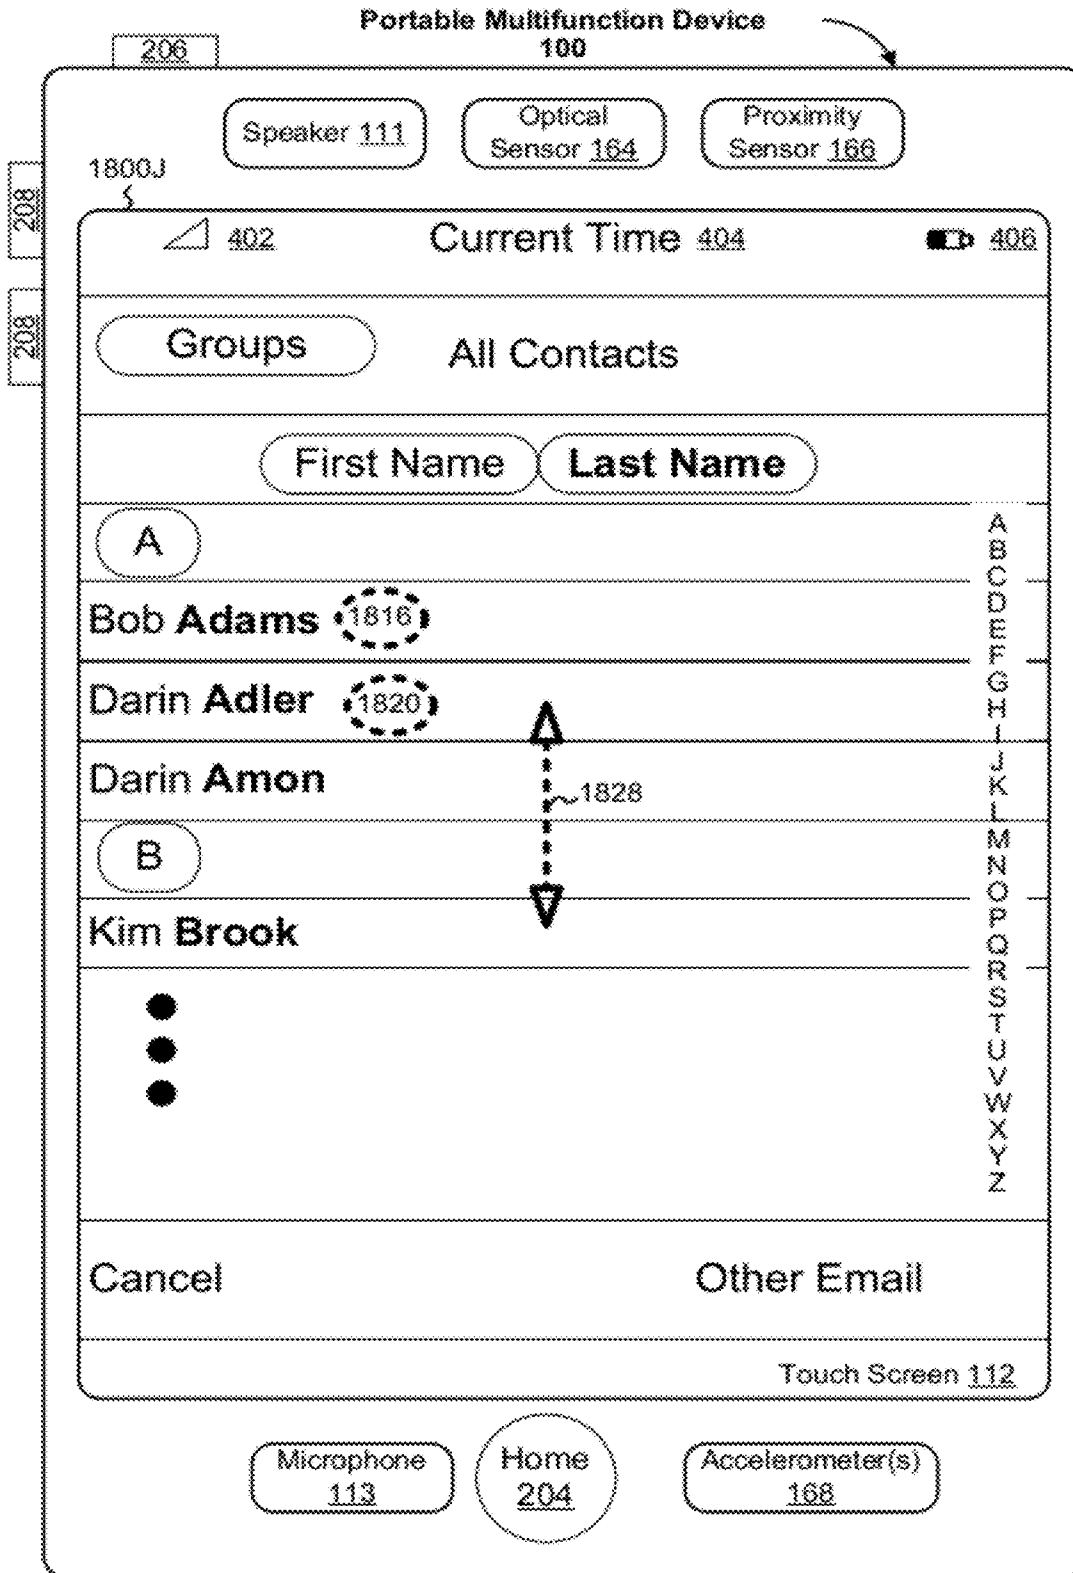 Portable Multifunction Device
100
206
Speaker 111
Optical
Sensor 164
Proximity
Sensor 166
1800J
208
208
402
Current Time 404
406
Groups
All Contacts
First Name
Last Name
A
Bob Adams
1816
Darin Adler
1820
Darin Amon
1828
B
Kim Brook
A
B
C
D
E
F
G
H
I
J
K
L
M
N
O
P
Q
R
S
T
U
V
W
X
Y
Z
Cancel
Other Email
Touch Screen 112
Microphone
113
Home
204
Accelerometer(s)
168